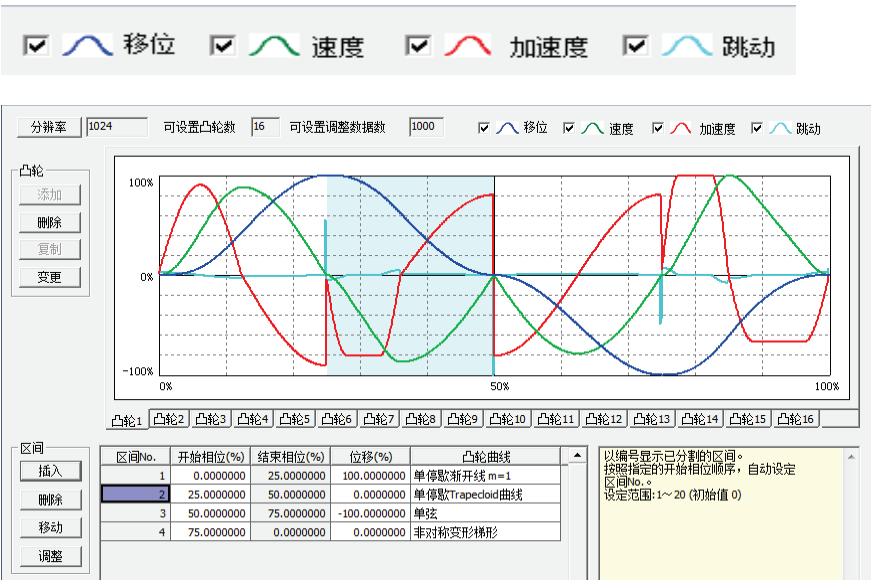 移位 速度 加速度 跳动
分辨率 1024 可设置凸轮数 16 可设置调整数据数 1000 移位 速度 加速度 跳动
凸轮
添加
删除
复制
变更
100%
0%
-100%
0% 50% 100%
凸轮1 凸轮2 凸轮3 凸轮4 凸轮5 凸轮6 凸轮7 凸轮8 凸轮9 凸轮10 凸轮11 凸轮12 凸轮13 凸轮14 凸轮15 凸轮16
区间
插入
删除
移动
调整
区间No. 开始相位(%) 结束相位(%) 位移(%) 凸轮曲线
1 0.0000000 25.0000000 100.0000000 单停歇渐开线 m=1
2 25.0000000 50.0000000 0.0000000 单停歇Trapecloid曲线
3 50.0000000 75.0000000 -100.0000000 单弦
4 75.0000000 0.0000000 0.0000000 非对称变形梯形
以编号显示已分割的区间。
按照指定的开始相位顺序，自动设定
区间No.。
设定范围:1～20 (初始值 0)